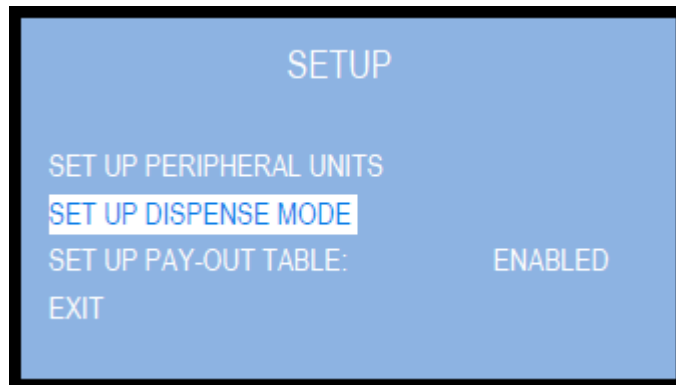 SETUP
SET UP PERIPHERAL UNITS
SET UP DISPENSE MODE
SET UP PAY-OUT TABLE: ENABLED
EXIT